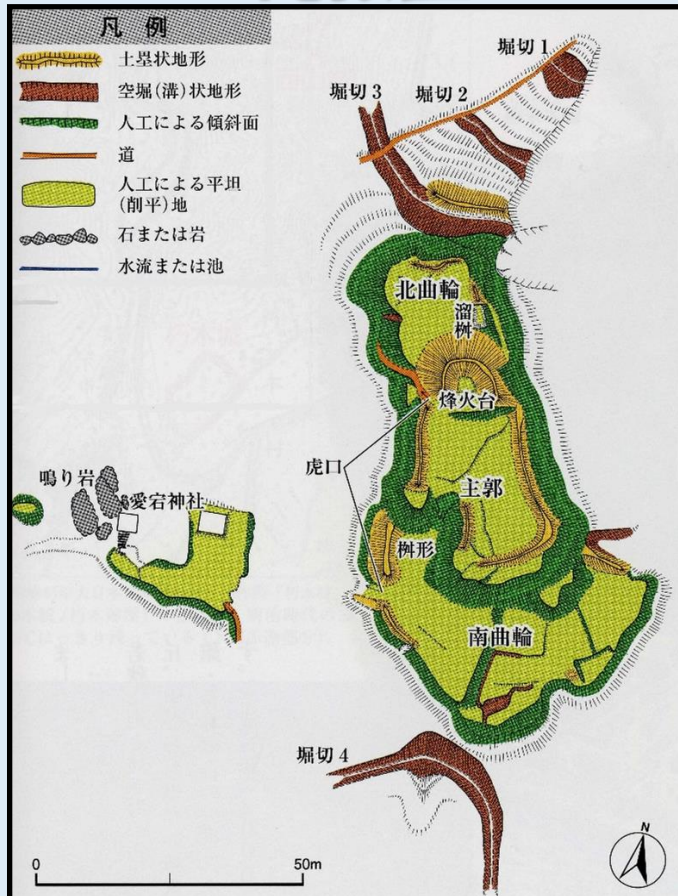 凡例
土塁状地形
空堀(溝)状地形
人工による傾斜面
道
人工による平坦
(削平)地
石または岩
水流または池
堀切1
堀切2
堀切3
北曲輪
溜
桝
烽火台
虎口
主郭
桝形
南曲輪
鳴り岩
愛宕神社
堀切4
0
50m
N